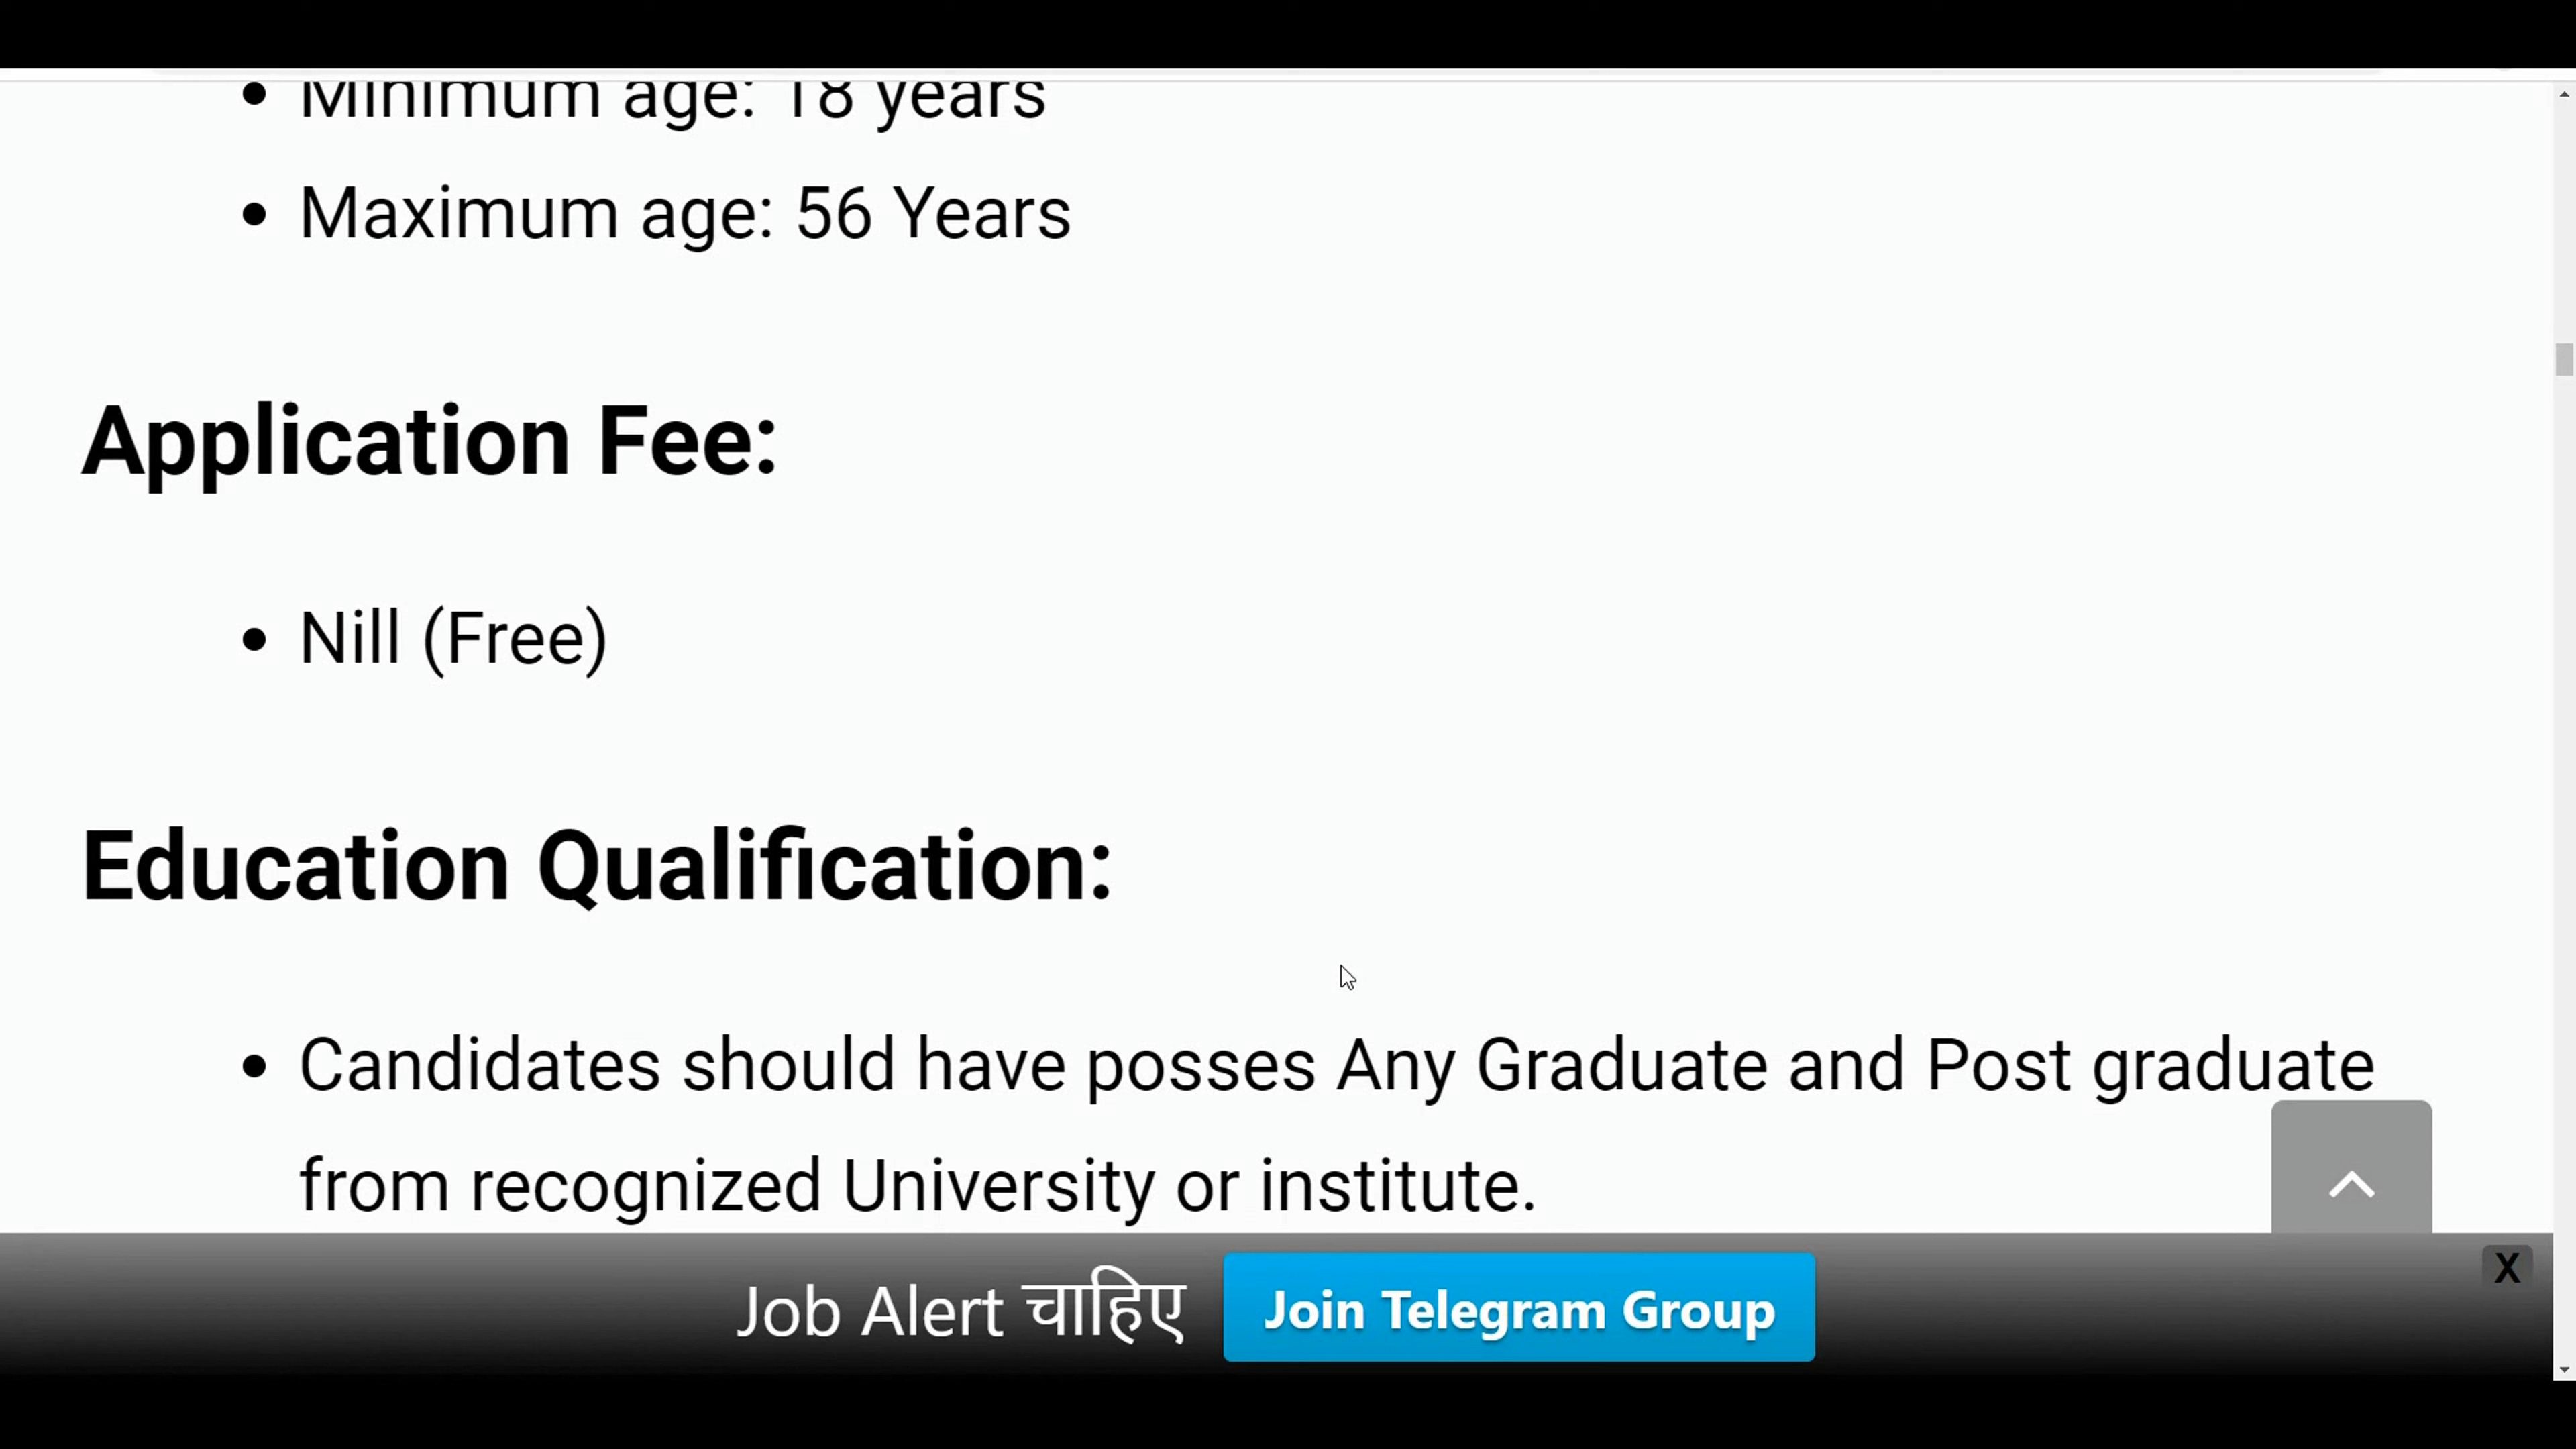 Minimum age: 18 years
Maximum age: 56 Years
Application Fee:
Nill (Free)
Education Qualification:
Candidates should have posses Any Graduate and Post graduate
from recognized University or institute.
Job Alert चाहिए
Join Telegram Group
X